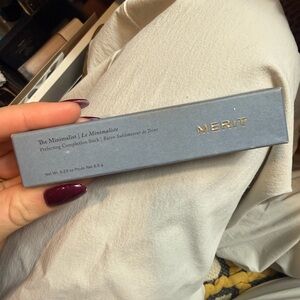 The Minimalist | Le Minimaliste
Perfecting Complexion Stick | Bâton Sublimateur de Teint
MERIT